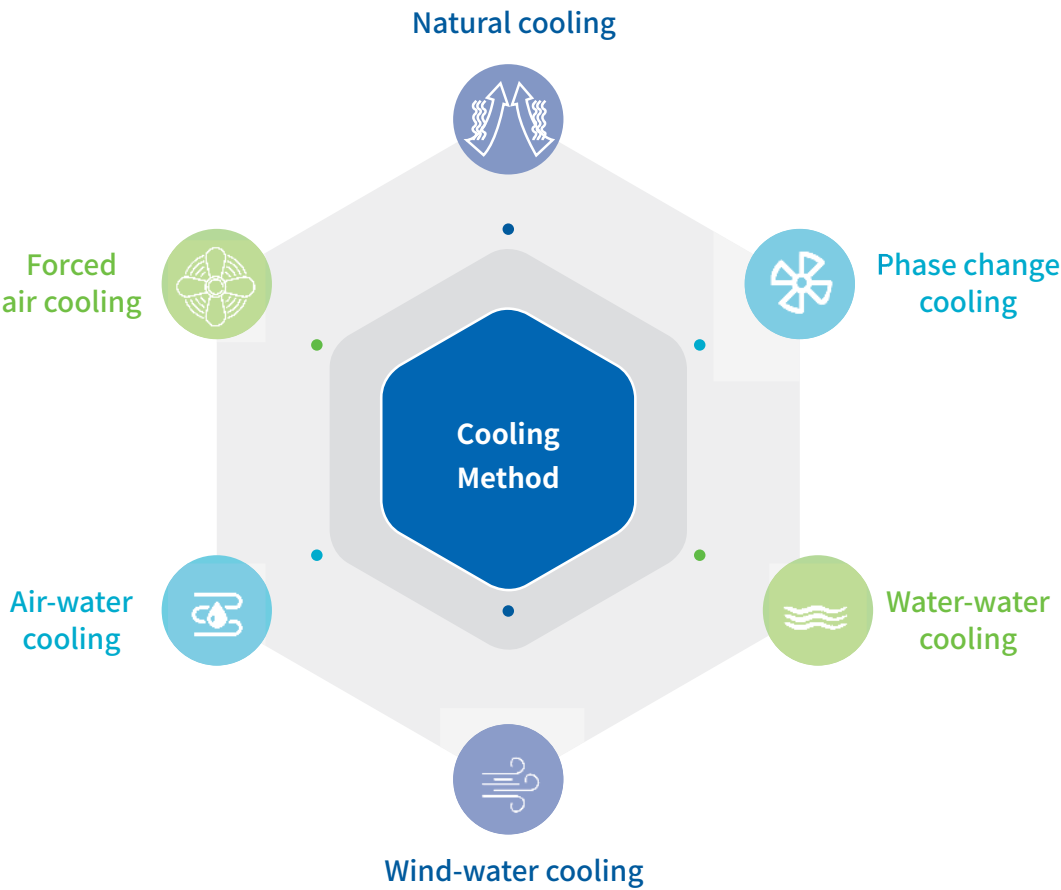 Natural cooling
Forced
air cooling
Phase change
cooling
Cooling
Method
Air-water
cooling
Water-water
cooling
Wind-water cooling